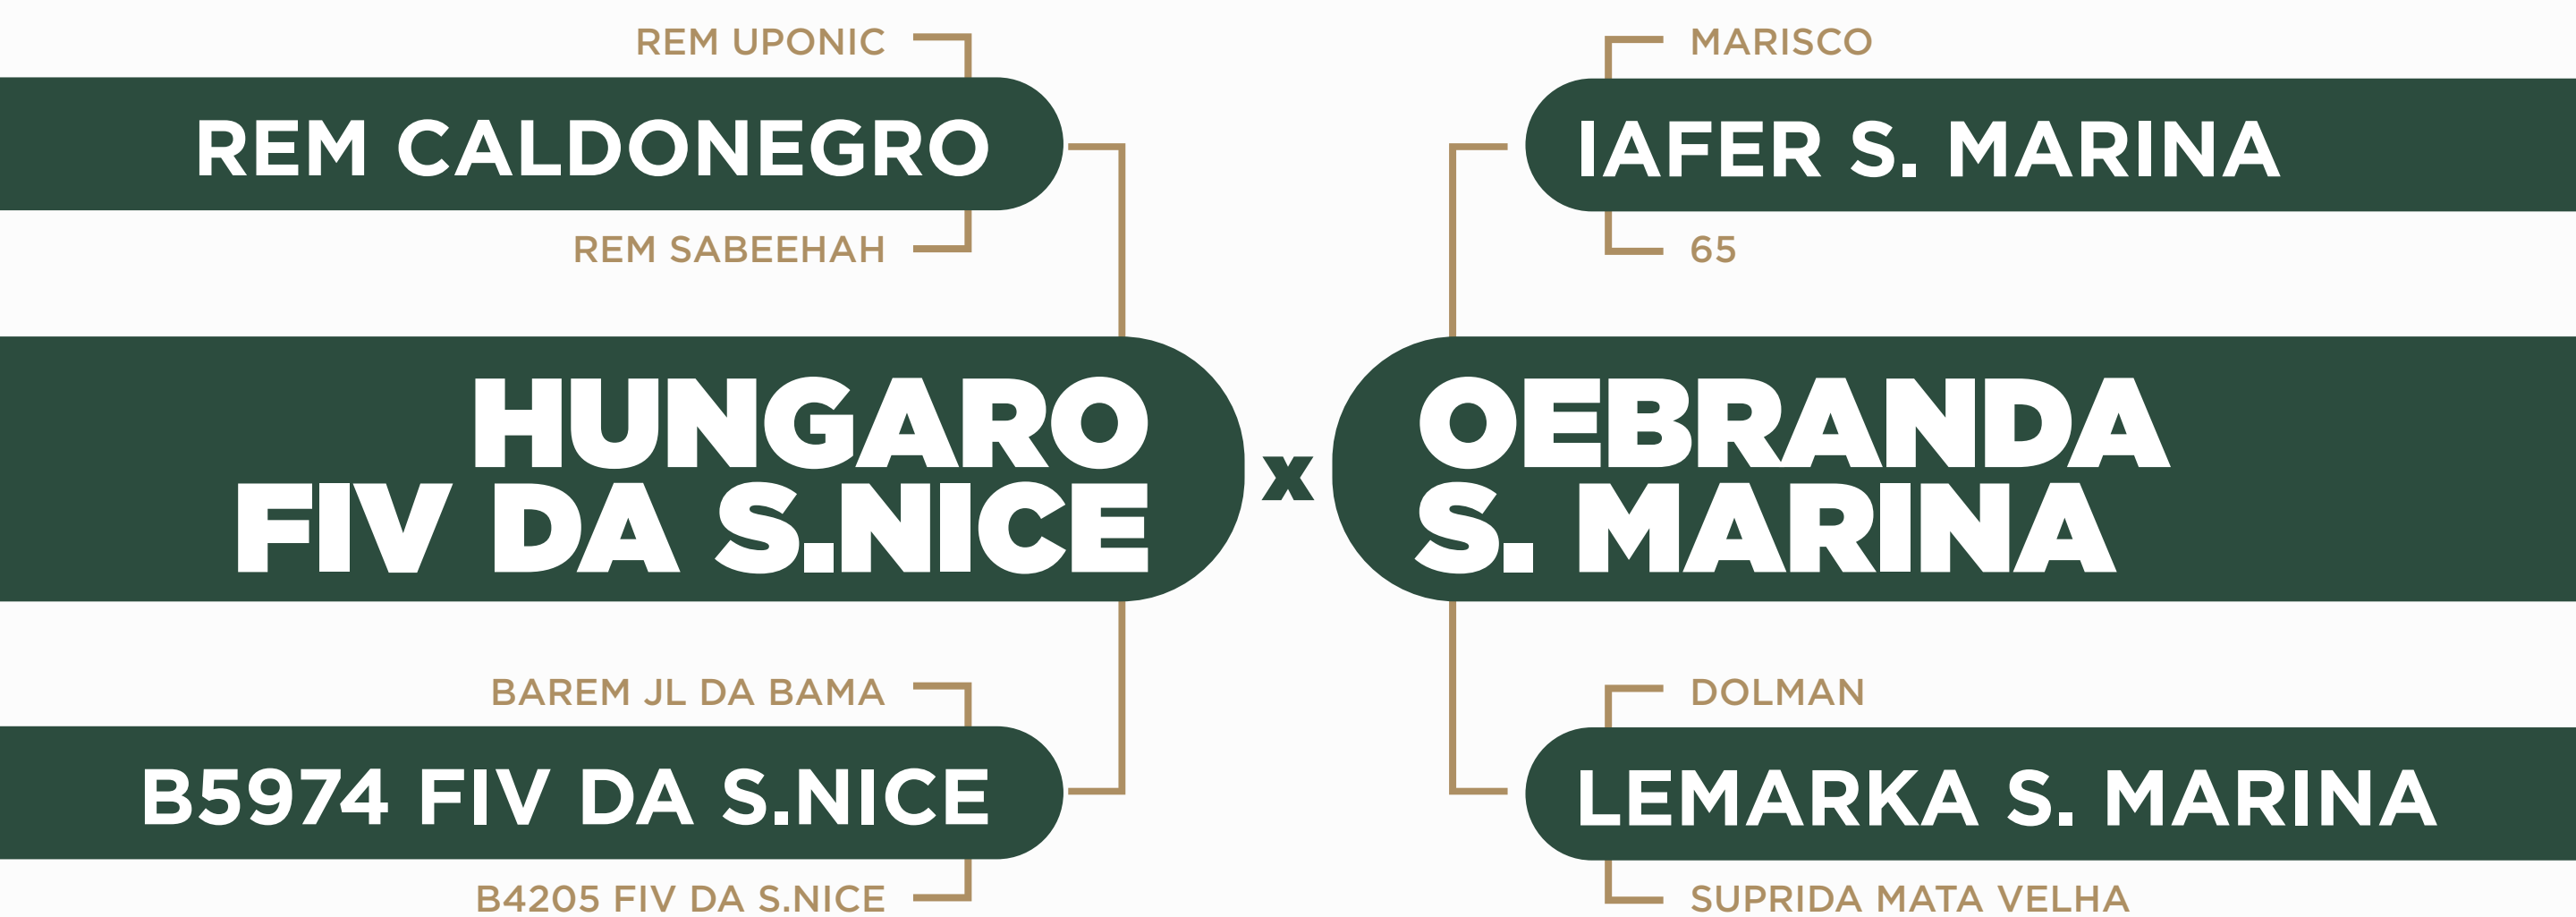 REM UPONIC
REM CALDONEGRO
REM SABEEHAH
HUNGARO
FIV DA S.NICE
BAREM JL DA BAMA
B5974 FIV DA S.NICE
B4205 FIV DA S.NICE
x
MARISCO
IAFER S. MARINA
65
OEBRANDA
S. MARINA
DOLMAN
LEMARKA S. MARINA
SUPRIDA MATA VELHA